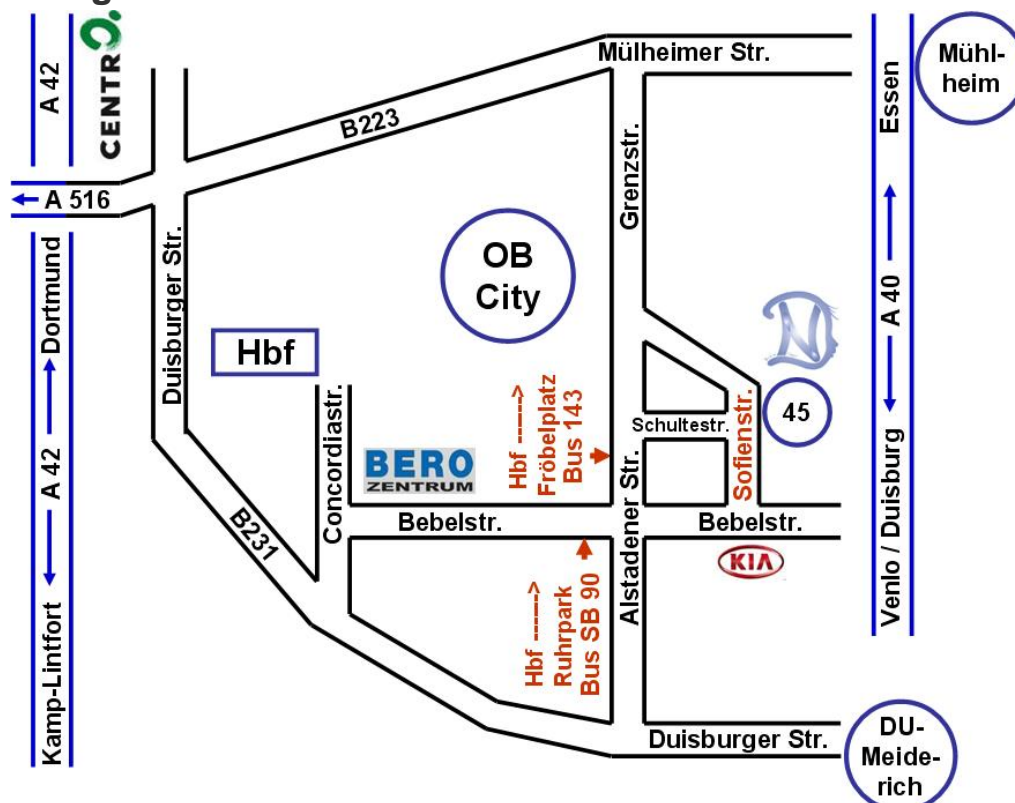 A 42
CENTRO.
Mülheimer Str.
Mühl-
heim
Essen
B223
A 516
Grenzstr.
OB
City
Duisburger Str.
Dortmund
Hbf
A 40
Concordiastr.
BERO
ZENTRUM
Hbf ------>
Fröbelplatz
Bus 143
Schultestr.
Sofienstr.
45
A 42
B231
Bebelstr.
Alstadener Str.
Bebelstr.
KIA
Venlo / Duisburg
Hbf ------>
Ruhrpark
Bus SB 90
Kamp-Lintfort
Duisburger Str.
DU-
Meide-
rich